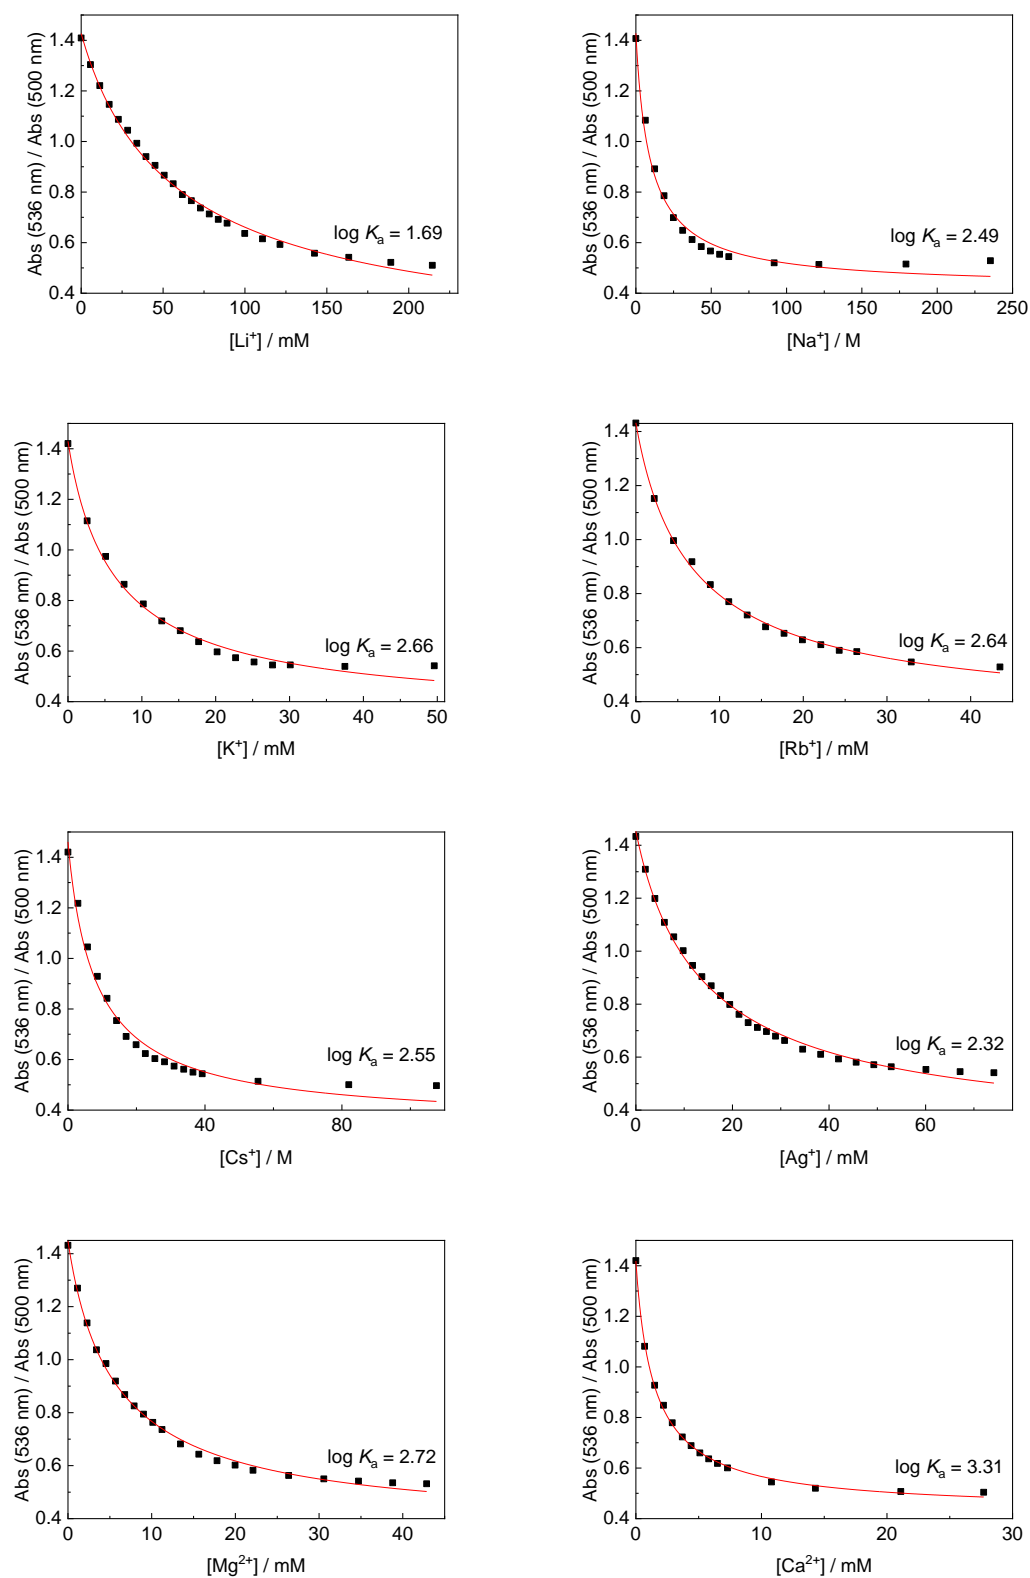 Abs (536 nm) / Abs (500 nm)
1.4
1.2
1.0
0.8
0.6
0.4
log Kₐ = 1.69
0 50 100 150 200
[Li⁺] / mM
Abs (536 nm) / Abs (500 nm)
1.4
1.2
1.0
0.8
0.6
0.4
log Kₐ = 2.49
0 50 100 150 200 250
[Na⁺] / M
Abs (536 nm) / Abs (500 nm)
1.4
1.2
1.0
0.8
0.6
0.4
log Kₐ = 2.66
0 10 20 30 40 50
[K⁺] / mM
Abs (536 nm) / Abs (500 nm)
1.4
1.2
1.0
0.8
0.6
0.4
log Kₐ = 2.64
0 10 20 30 40
[Rb⁺] / mM
Abs (536 nm) / Abs (500 nm)
1.4
1.2
1.0
0.8
0.6
0.4
log Kₐ = 2.55
0 40 80
[Cs⁺] / M
Abs (536 nm) / Abs (500 nm)
1.4
1.2
1.0
0.8
0.6
0.4
log Kₐ = 2.32
0 20 40 60
[Ag⁺] / mM
Abs (536 nm) / Abs (500 nm)
1.4
1.2
1.0
0.8
0.6
0.4
log Kₐ = 2.72
0 10 20 30 40
[Mg²⁺] / mM
Abs (536 nm) / Abs (500 nm)
1.4
1.2
1.0
0.8
0.6
0.4
log Kₐ = 3.31
0 10 20 30
[Ca²⁺] / mM